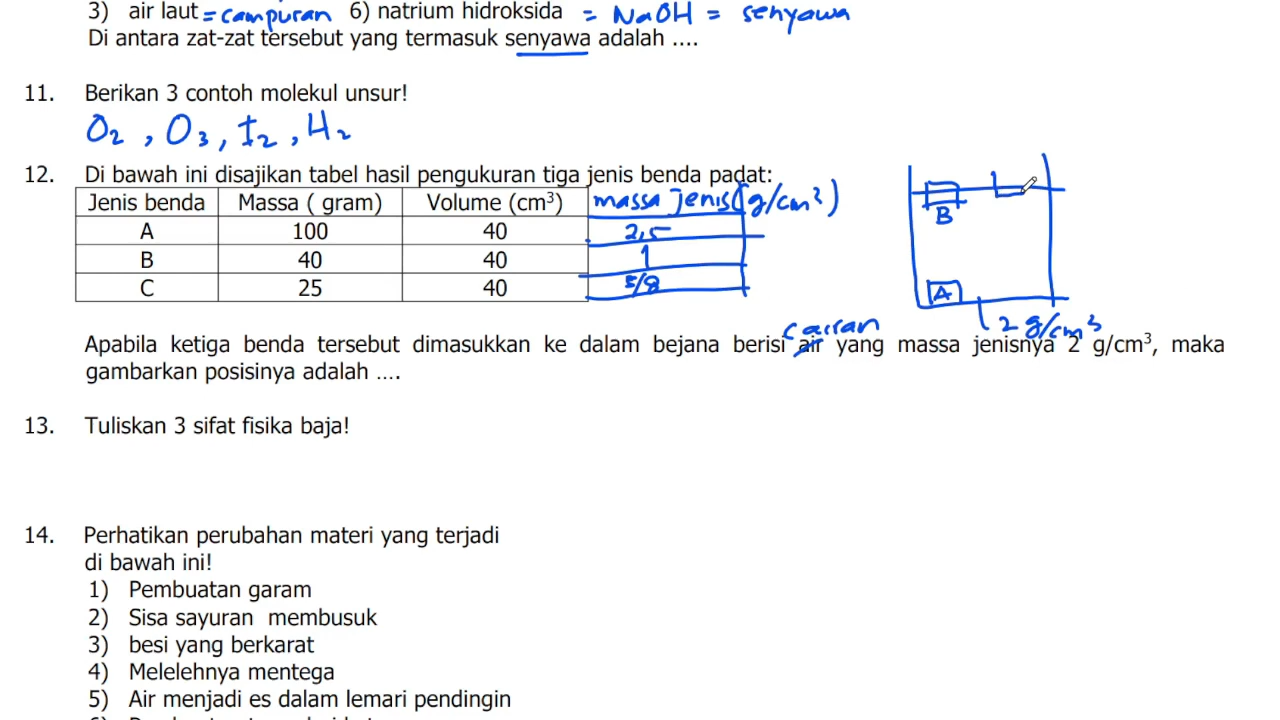 3) air laut = campuran 6) natrium hidroksida = NaOH = senyawa
Di antara zat-zat tersebut yang termasuk senyawa adalah ....
11. Berikan 3 contoh molekul unsur!
O2 , O3 , I2 , H2
12. Di bawah ini disajikan tabel hasil pengukuran tiga jenis benda padat:
Jenis benda Massa ( gram) Volume (cm³) massa jenis (g/cm³)
A 100 40 2,5
B 40 40 1
C 25 40 5/8
B
A
2 g/cm³
cairan
Apabila ketiga benda tersebut dimasukkan ke dalam bejana berisi air yang massa jenisnya 2 g/cm³, maka
gambarkan posisinya adalah ....
13. Tuliskan 3 sifat fisika baja!
14. Perhatikan perubahan materi yang terjadi
di bawah ini!
1) Pembuatan garam
2) Sisa sayuran membusuk
3) besi yang berkarat
4) Melelehnya mentega
5) Air menjadi es dalam lemari pendingin